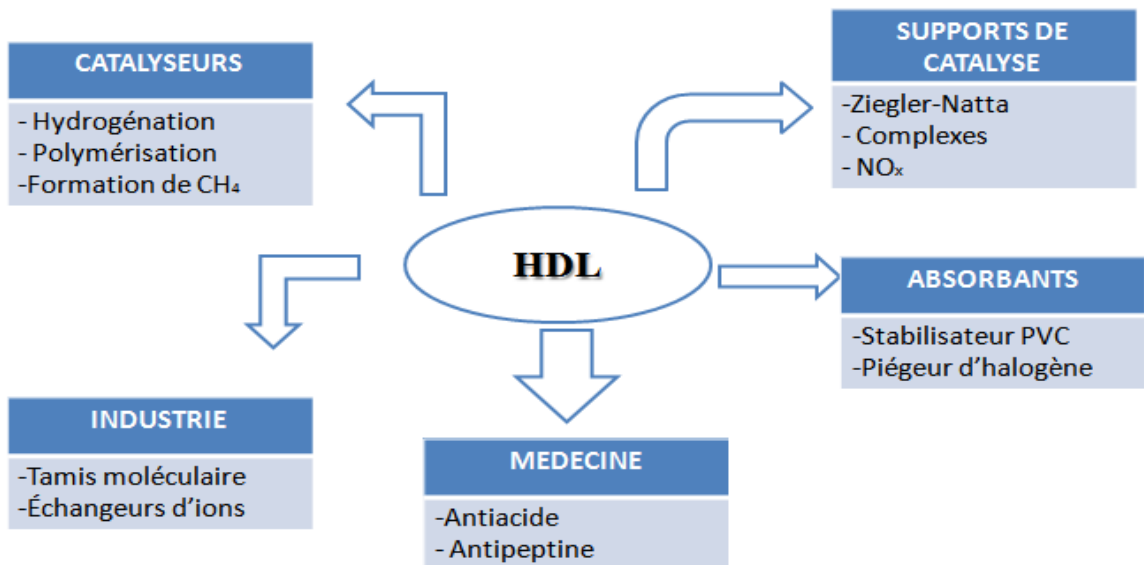 CATALYSEURS
- Hydrogénation
- Polymérisation
-Formation de CH₄
SUPPORTS DE
CATALYSE
-Ziegler-Natta
- Complexes
- NOₓ
HDL
ABSORBANTS
-Stabilisateur PVC
-Piégeur d’halogène
INDUSTRIE
-Tamis moléculaire
-Échangeurs d’ions
MEDECINE
-Antiacide
- Antipeptine